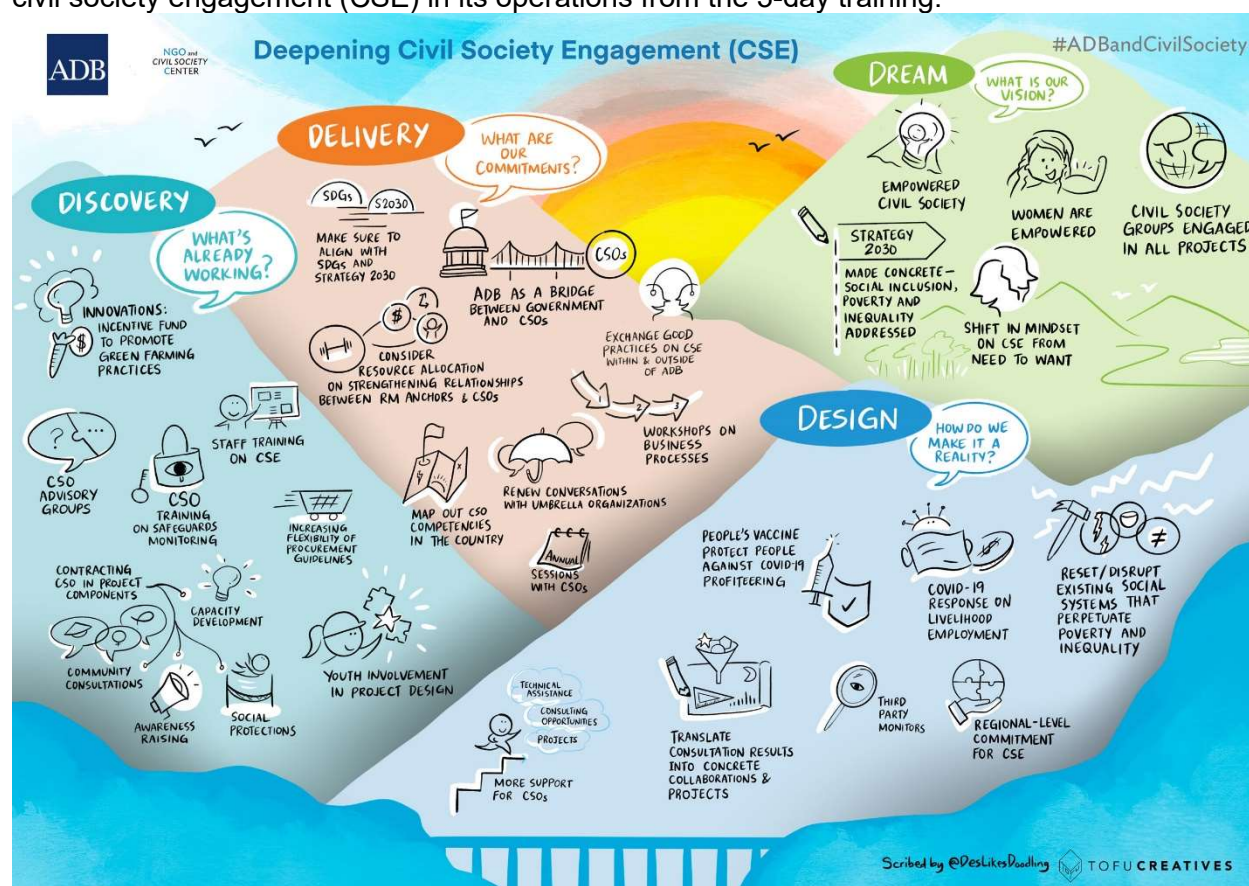 civil society engagement (CSE) in its operations from the 3-day training.
ADB
NGO and
CIVIL SOCIETY
CENTER
Deepening Civil Society Engagement (CSE)
#ADBandCivilSociety
DISCOVERY
WHAT'S
ALREADY
WORKING?
INNOVATIONS:
INCENTIVE FUND
TO PROMOTE
GREEN FARMING
PRACTICES
$
?
CSO
ADVISORY
GROUPS
STAFF TRAINING
ON CSE
CSO
TRAINING
ON SAFEGUARDS
MONITORING
INCREASING
FLEXIBILITY OF
PROCUREMENT
GUIDELINES
CONTRACTING
CSO IN PROJECT
COMPONENTS
CAPACITY
DEVELOPMENT
COMMUNITY
CONSULTATIONS
AWARENESS
RAISING
SOCIAL
PROTECTIONS
YOUTH INVOLVEMENT
IN PROJECT DESIGN
DELIVERY
WHAT ARE
OUR
COMMITMENTS?
SDGs
S2030
MAKE SURE TO
ALIGN WITH
SDGs AND
STRATEGY 2030
CSOs
ADB AS A BRIDGE
BETWEEN GOVERNMENT
AND CSOs
$
CONSIDER
RESOURCE ALLOCATION
ON STRENGTHENING RELATIONSHIPS
BETWEEN RM ANCHORS & CSOs
EXCHANGE GOOD
PRACTICES ON CSE
WITHIN & OUTSIDE
OF ADB
2
3
WORKSHOPS ON
BUSINESS
PROCESSES
MAP OUT CSO
COMPETENCIES
IN THE COUNTRY
RENEW CONVERSATIONS
WITH UMBRELLA ORGANIZATIONS
ANNUAL
SESSIONS
WITH CSOs
DREAM
WHAT IS OUR
VISION?
EMPOWERED
CIVIL SOCIETY
WOMEN ARE
EMPOWERED
CIVIL SOCIETY
GROUPS ENGAGED
IN ALL PROJECTS
STRATEGY
2030
MADE CONCRETE-
SOCIAL INCLUSION,
POVERTY AND
INEQUALITY
ADDRESSED
SHIFT IN MINDSET
ON CSE FROM
NEED TO WANT
DESIGN
HOW DO WE
MAKE IT A
REALITY?
PEOPLE'S VACCINE
PROTECT PEOPLE
AGAINST COVID-19
PROFITEERING
$
COVID-19
RESPONSE ON
LIVELIHOOD
EMPLOYMENT
≠
RESET/DISRUPT
EXISTING SOCIAL
SYSTEMS THAT
PERPETUATE
POVERTY AND
INEQUALITY
TECHNICAL
ASSISTANCE
CONSULTING
OPPORTUNITIES
PROJECTS
MORE SUPPORT
FOR CSOs
TRANSLATE
CONSULTATION RESULTS
INTO CONCRETE
COLLABORATIONS &
PROJECTS
THIRD
PARTY
MONITORS
REGIONAL-LEVEL
COMMITMENT
FOR CSE
Scribed by @DesLikesDoodling
TOFU CREATIVES